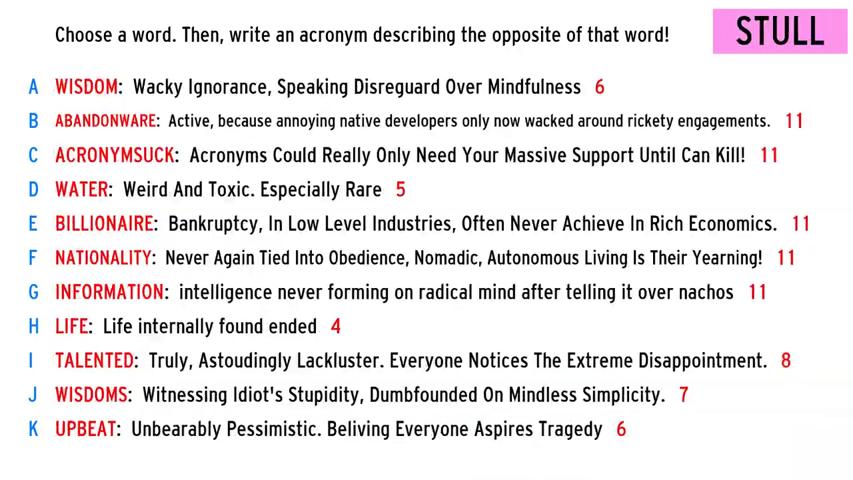 Choose a word. Then, write an acronym describing the opposite of that word!
STULL
A WISDOM: Wacky Ignorance, Speaking Disreguard Over Mindfulness 6
B ABANDONWARE: Active, because annoying native developers only now wacked around rickety engagements. 11
C ACRONYMSUCK: Acronyms Could Really Only Need Your Massive Support Until Can Kill! 11
D WATER: Weird And Toxic. Especially Rare 5
E BILLIONAIRE: Bankruptcy, In Low Level Industries, Often Never Achieve In Rich Economics. 11
F NATIONALITY: Never Again Tied Into Obedience, Nomadic, Autonomous Living Is Their Yearning! 11
G INFORMATION: intelligence never forming on radical mind after telling it over nachos 11
H LIFE: Life internally found ended 4
I TALENTED: Truly, Astoudingly Lackluster. Everyone Notices The Extreme Disappointment. 8
J WISDOMS: Witnessing Idiot's Stupidity, Dumbfounded On Mindless Simplicity. 7
K UPBEAT: Unbearably Pessimistic. Beliving Everyone Aspires Tragedy 6